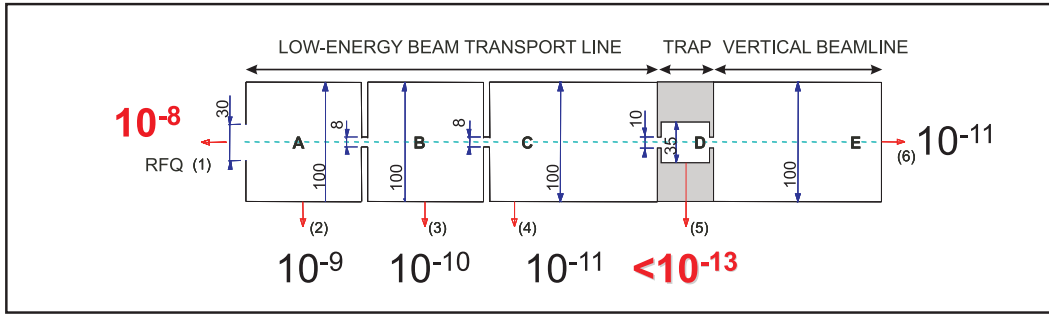 LOW-ENERGY BEAM TRANSPORT LINE TRAP VERTICAL BEAMLINE
10⁻⁸
30
RFQ (1)
A
100
8
B
100
8
C
100
10
35
D
100
E
(6)
10⁻¹¹
(2)
(3)
(4)
(5)
10⁻⁹
10⁻¹⁰
10⁻¹¹
<10⁻¹³